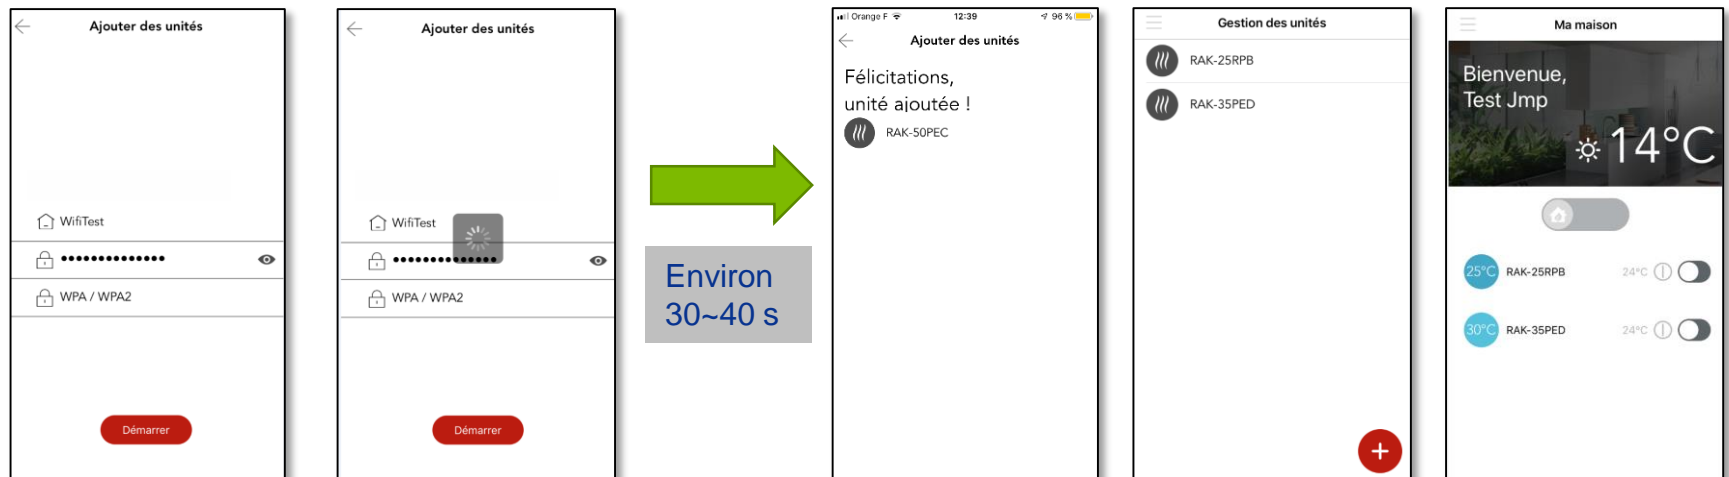 Ajouter des unités
WifiTest
••••••••••••••
WPA / WPA2
Démarrer
Ajouter des unités
WifiTest
••••••••••••••
WPA / WPA2
Démarrer
Environ
30~40 s
Orange F 12:39 96 %
Ajouter des unités
Félicitations,
unité ajoutée !
RAK-50PEC
Gestion des unités
RAK-25RPB
RAK-35PED
+
Ma maison
Bienvenue,
Test Jmp
14°C
25°C RAK-25RPB 24°C
30°C RAK-35PED 24°C